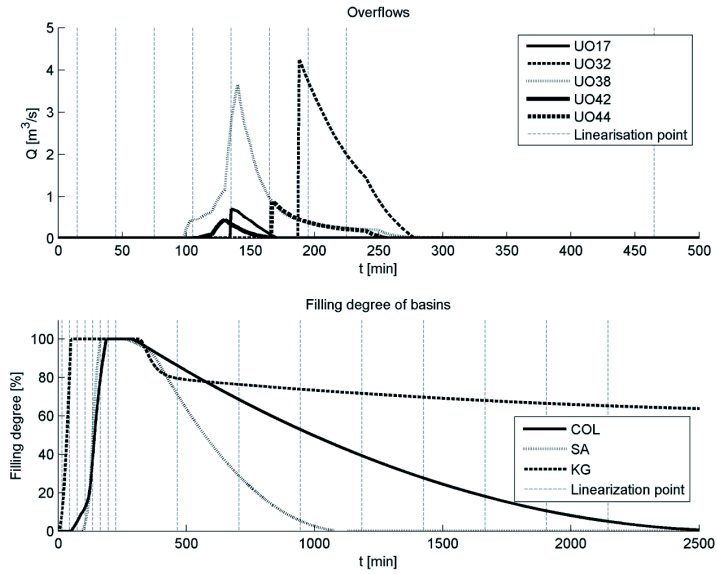 Overflows
5
4
3
2
1
0
Q [m3/s]
UO17
UO32
UO38
UO42
UO44
Linearisation point
0 50 100 150 200 250 300 350 400 450 500
t [min]
Filling degree of basins
100
80
60
40
20
0
Filling degree [%]
COL
SA
KG
Linearization point
0 500 1000 1500 2000 2500
t [min]